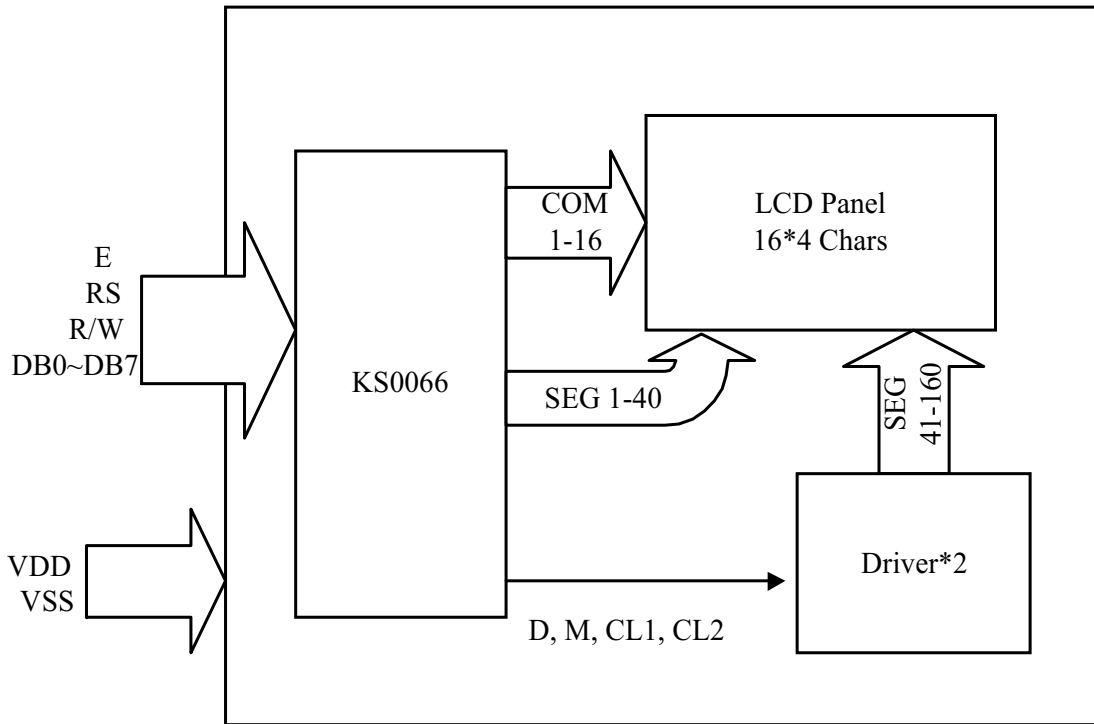 E
RS
R/W
DB0~DB7
VDD
VSS
KS0066
COM
1-16
SEG 1-40
D, M, CL1, CL2
LCD Panel
16*4 Chars
SEG
41-160
Driver*2